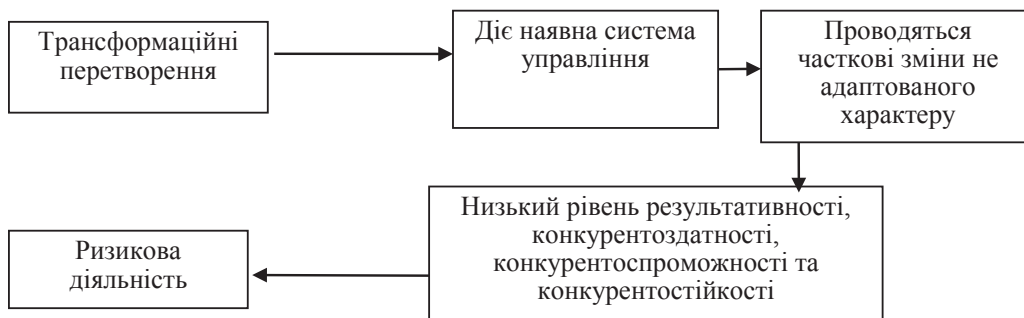 Трансформаційні
перетворення
Діє наявна система
управління
Проводяться
часткові зміни не
адаптованого
характеру
Низький рівень результативності,
конкурентоздатності,
конкурентоспроможності та
конкурентостійкості
Ризикова
діяльність